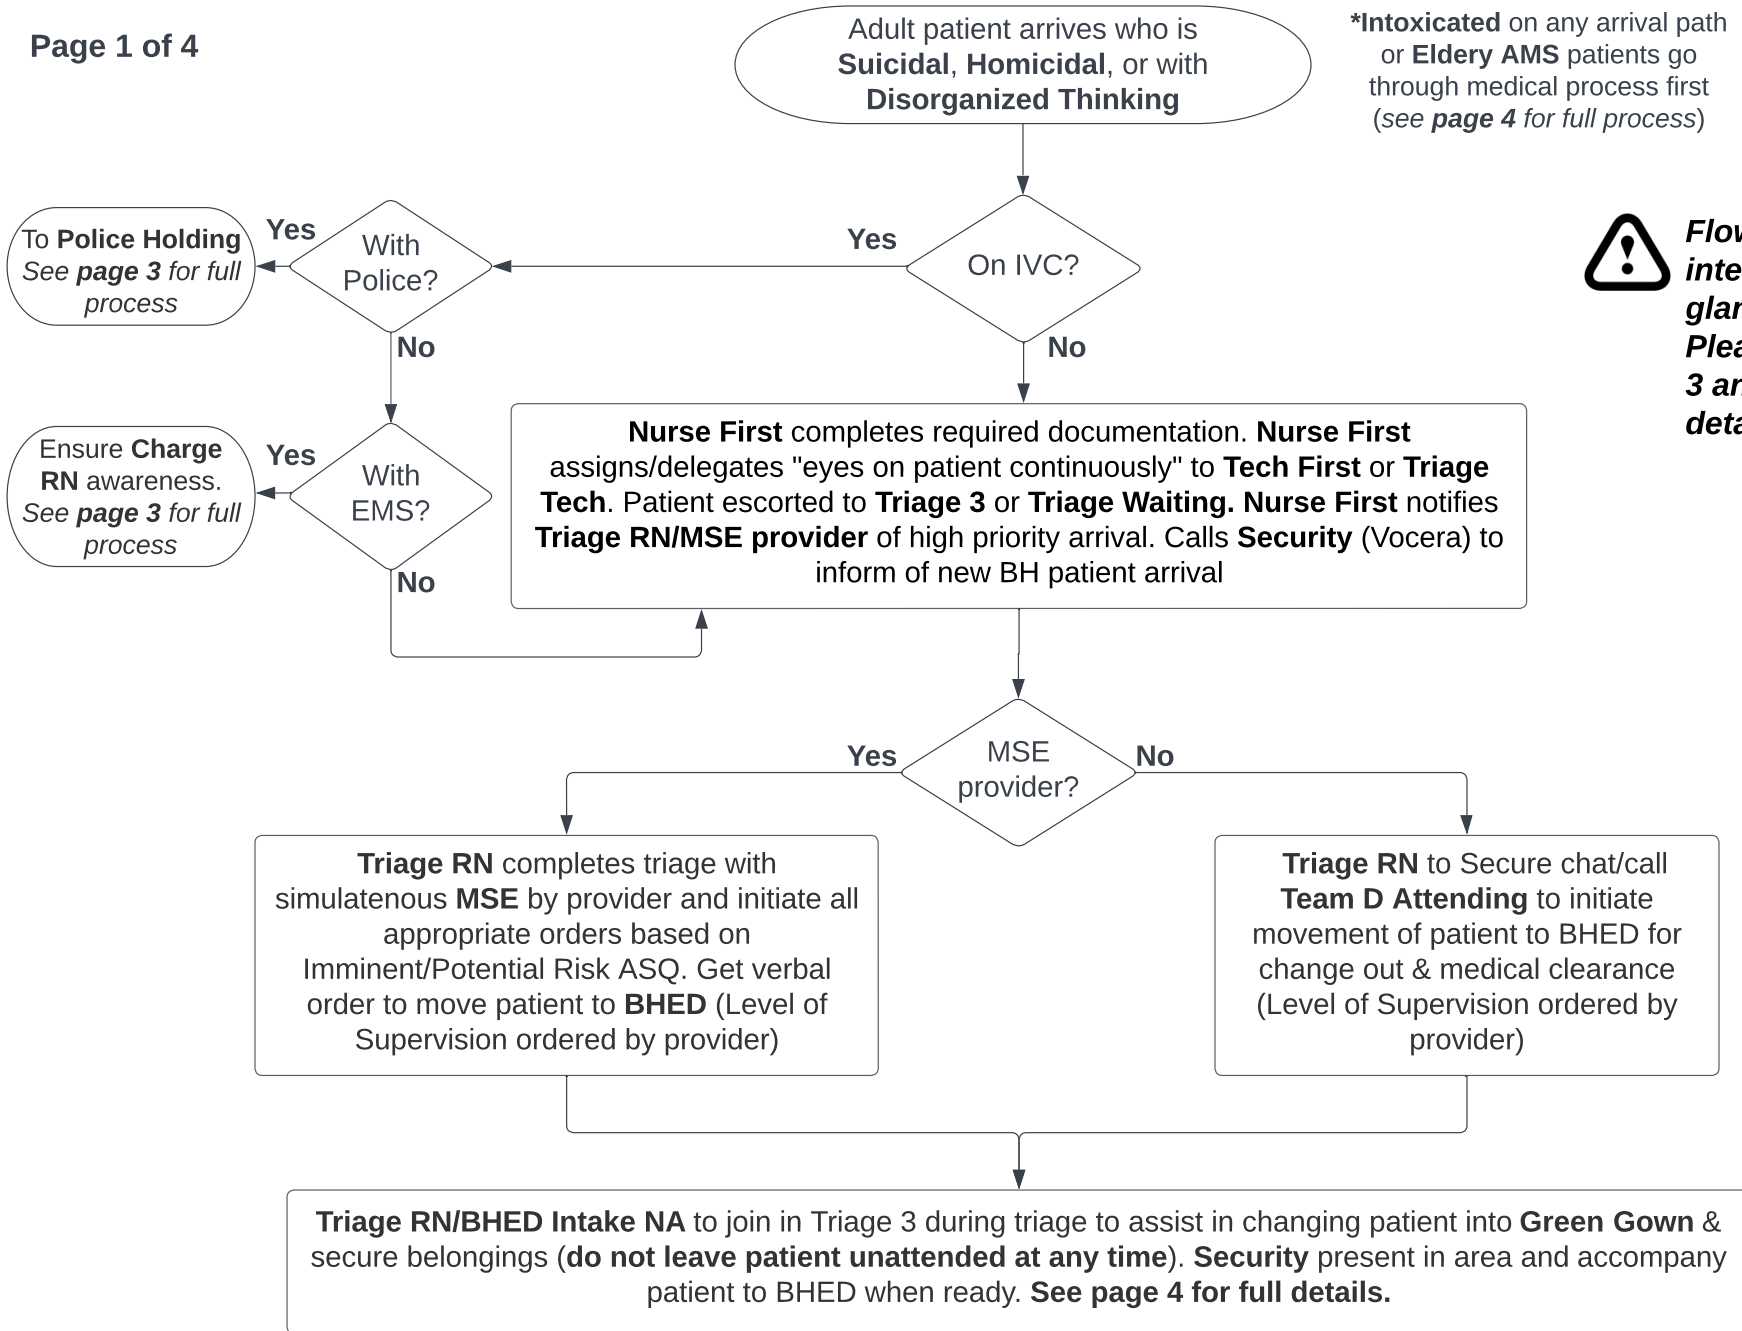 Page 1 of 4
Adult patient arrives who is
Suicidal, Homicidal, or with
Disorganized Thinking
*Intoxicated on any arrival path
or Eldery AMS patients go
through medical process first
(see page 4 for full process)
To Police Holding
See page 3 for full
process
Yes
With
Police?
Yes
On IVC?
No
No
3
Ensure Charge
RN awareness.
See page 3 for full
process
Yes
With
EMS?
No
Nurse First completes required documentation. Nurse First
assigns/delegates "eyes on patient continuously" to Tech First or Triage
Tech. Patient escorted to Triage 3 or Triage Waiting. Nurse First notifies
Triage RN/MSE provider of high priority arrival. Calls Security (Vocera) to
inform of new BH patient arrival
Yes
MSE
provider?
No
Triage RN completes triage with
simulatenous MSE by provider and initiate all
appropriate orders based on
Imminent/Potential Risk ASQ. Get verbal
order to move patient to BHED (Level of
Supervision ordered by provider)
Triage RN to Secure chat/call
Team D Attending to initiate
movement of patient to BHED for
change out & medical clearance
(Level of Supervision ordered by
provider)
Triage RN/BHED Intake NA to join in Triage 3 during triage to assist in changing patient into Green Gown &
secure belongings (do not leave patient unattended at any time). Security present in area and accompany
patient to BHED when ready. See page 4 for full details.